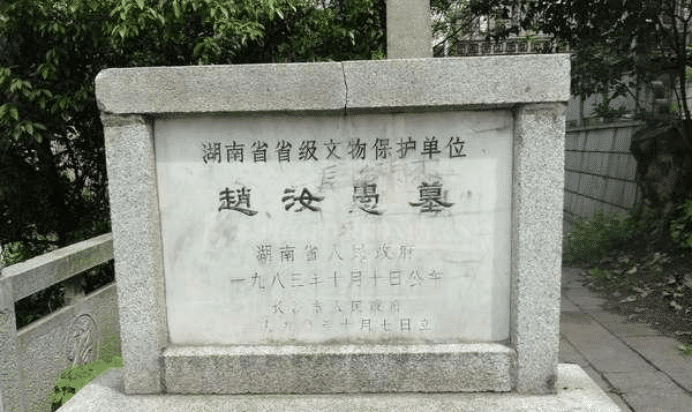 湖南省省级文物保护单位
趙汝愚墓
湖南省人民政府
一九八三年十月十日公布
长沙市人民政府
十月七日立